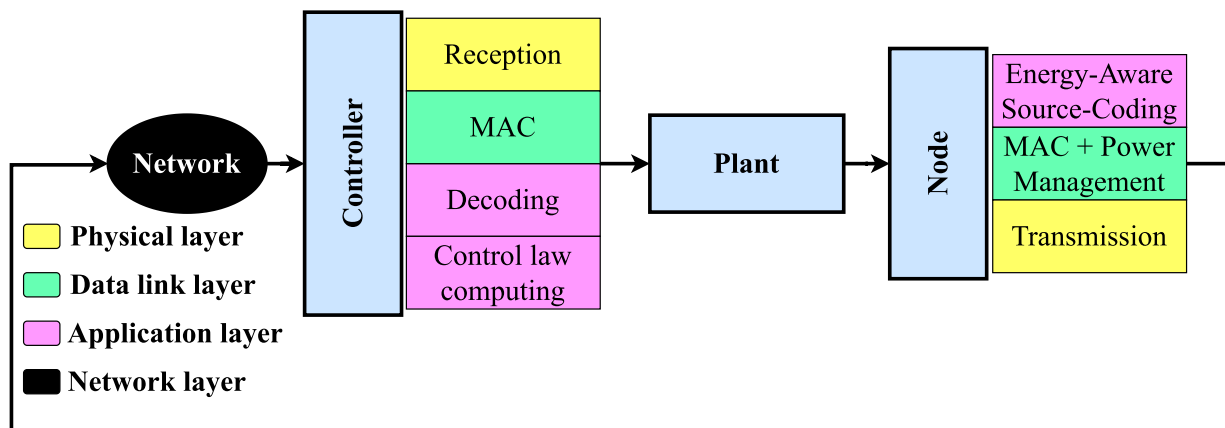 Network
Controller
Reception
MAC
Decoding
Control law
computing
Plant
Node
Energy-Aware
Source-Coding
MAC + Power
Management
Transmission
Physical layer
Data link layer
Application layer
Network layer